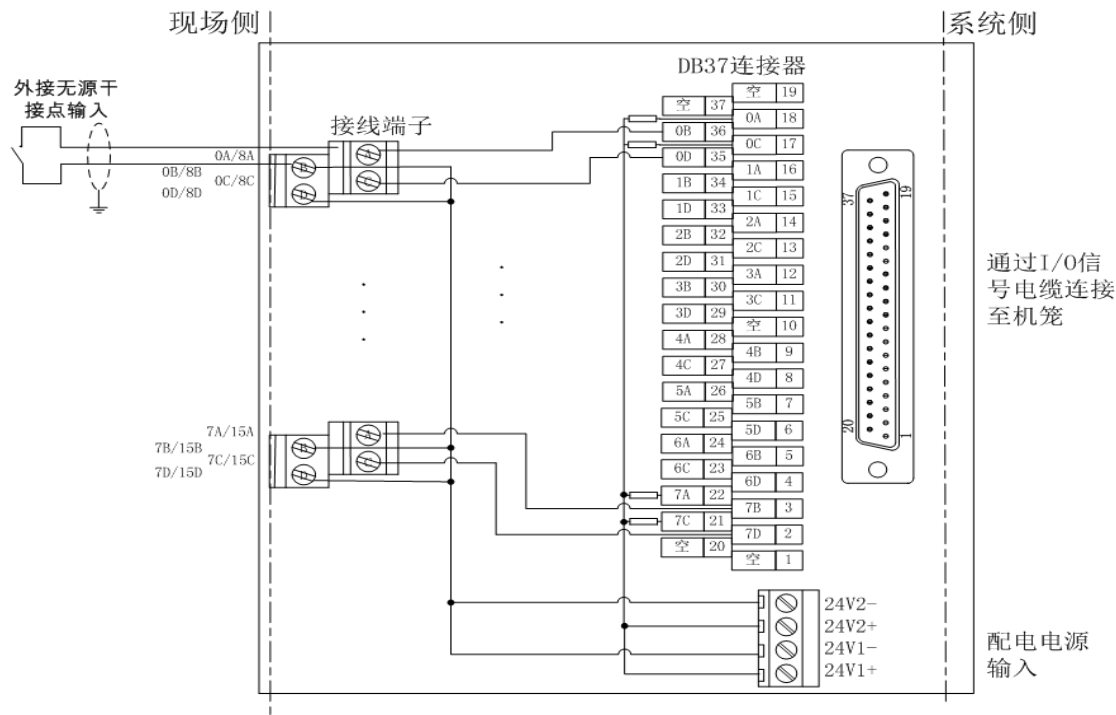 现场侧
系统侧
外接无源干
接点输入
接线端子
DB37连接器
0A/8A
0B/8B
0C/8C
0D/8D
A
B
C
D
空 19
空 37
0A 18
0B 36
0C 17
0D 35
1A 16
1B 34
1C 15
1D 33
2A 14
2B 32
2C 13
2D 31
3A 12
3B 30
3C 11
3D 29
空 10
4A 28
4B 9
4C 27
4D 8
5A 26
5B 7
5C 25
5D 6
6A 24
6B 5
6C 23
6D 4
7A 22
7B 3
7C 21
7D 2
空 20
空 1
37
19
20
1
通过I/O信
号电缆连接
至机笼
7A/15A
7B/15B
7C/15C
7D/15D
A
B
C
D
24V2-
24V2+
24V1-
24V1+
配电电源
输入